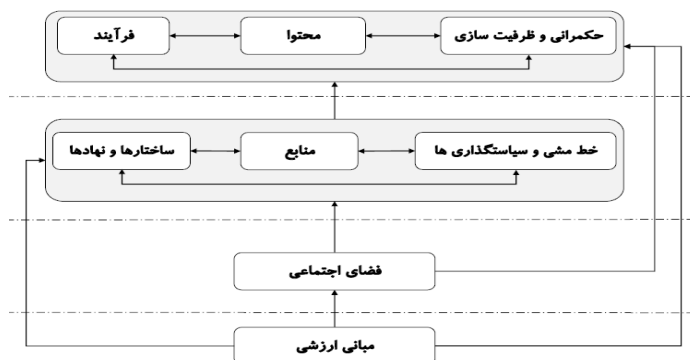 حکمرانی و ظرفیت سازی
محتوا
فرآیند
خط مشی و سیاستگذاری ها
منابع
ساختارها و نهادها
فضای اجتماعی
مبانی ارزشی